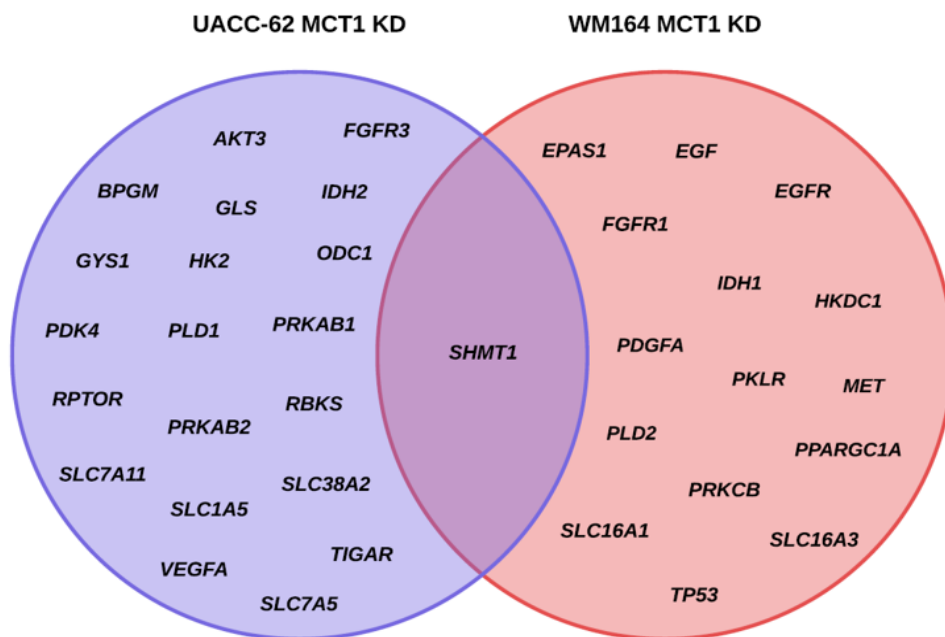 UACC-62 MCT1 KD
WM164 MCT1 KD
AKT3
FGFR3
BPGM
GLS
IDH2
GYS1
HK2
ODC1
PDK4
PLD1
PRKAB1
RPTOR
PRKAB2
RBKS
SLC7A11
SLC1A5
SLC38A2
VEGFA
TIGAR
SLC7A5
SHMT1
EPAS1
EGF
EGFR
FGFR1
IDH1
HKDC1
PDGFA
PKLR
MET
PLD2
PPARGC1A
PRKCB
SLC16A1
SLC16A3
TP53